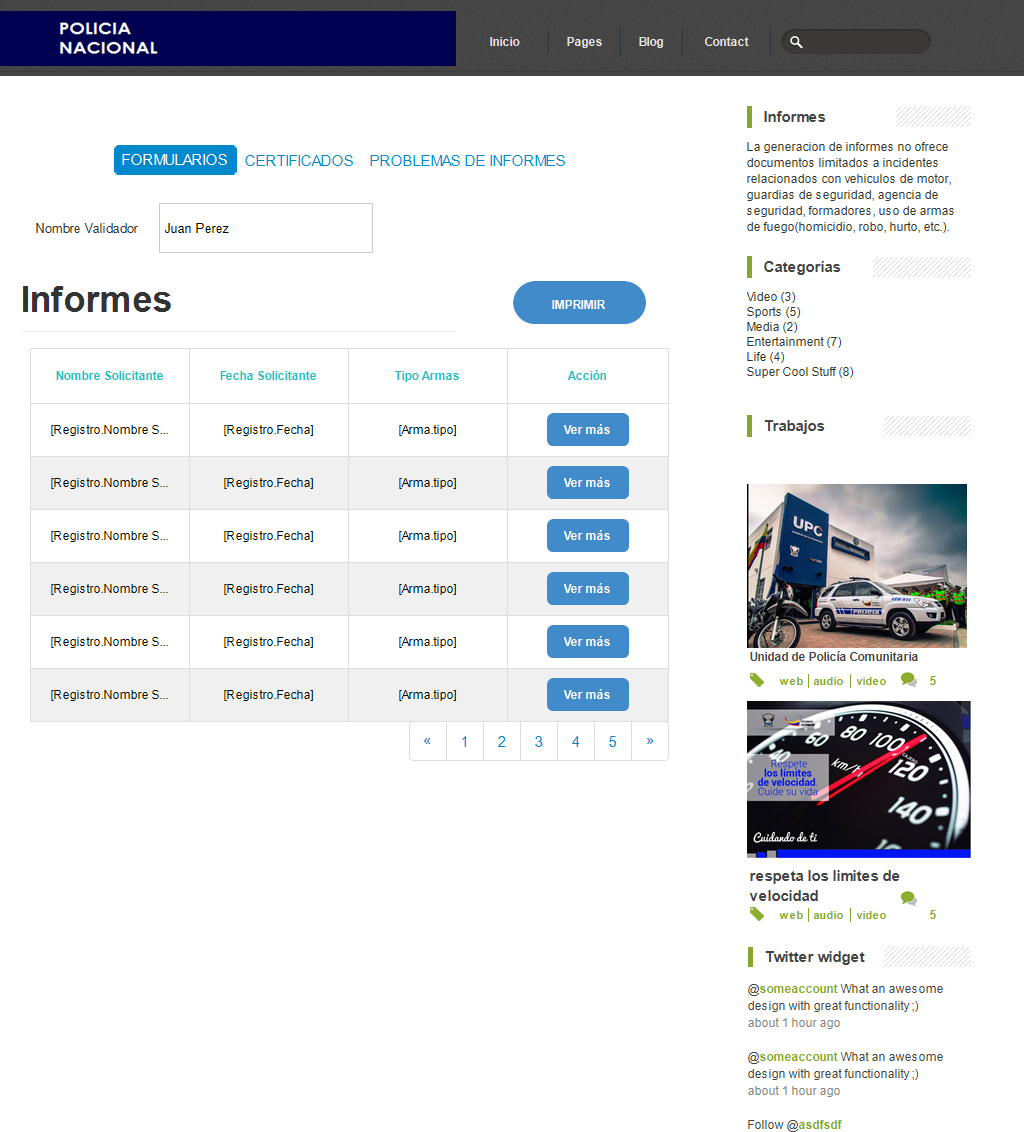 POLICIA
NACIONAL
Inicio
Pages
Blog
Contact
FORMULARIOS
CERTIFICADOS
PROBLEMAS DE INFORMES
Nombre Validador
Juan Perez
Informes
IMPRIMIR
Nombre Solicitante
Fecha Solicitante
Tipo Armas
Acción
[Registro.Nombre S...
[Registro.Fecha]
[Arma.tipo]
Ver más
[Registro.Nombre S...
[Registro.Fecha]
[Arma.tipo]
Ver más
[Registro.Nombre S...
[Registro.Fecha]
[Arma.tipo]
Ver más
[Registro.Nombre S...
[Registro.Fecha]
[Arma.tipo]
Ver más
[Registro.Nombre S...
[Registro.Fecha]
[Arma.tipo]
Ver más
[Registro.Nombre S...
[Registro.Fecha]
[Arma.tipo]
Ver más
« 1 2 3 4 5 »
Informes
La generacion de informes no ofrece
documentos limitados a incidentes
relacionados con vehiculos de motor,
guardias de seguridad, agencia de
seguridad, formadores, uso de armas
de fuego(homicidio, robo, hurto, etc.).
Categorías
Video (3)
Sports (5)
Media (2)
Entertainment (7)
Life (4)
Super Cool Stuff (8)
Trabajos
UPC
POLICIA
Unidad de Policía Comunitaria
web | audio | video 5
60 80 100 120 140
km/h
Respete
los límites
de velocidad.
Cuide su vida
Cuidando de ti
respeta los limites de
velocidad
web | audio | video 5
Twitter widget
@someaccount What an awesome
design with great functionality ;)
about 1 hour ago
@someaccount What an awesome
design with great functionality ;)
about 1 hour ago
Follow @asdfsdf